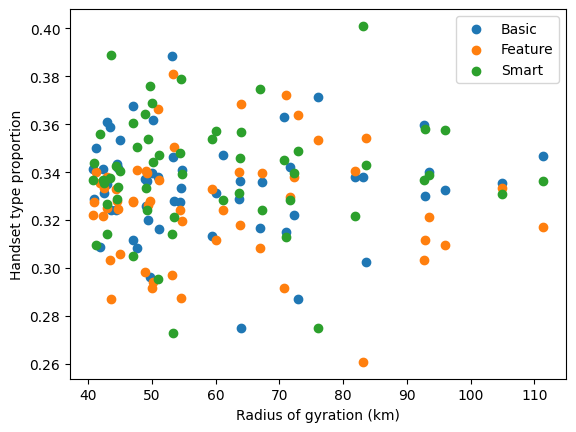 0.40
0.38
0.36
0.34
0.32
0.30
0.28
0.26
Handset type proportion
Basic
Feature
Smart
40 50 60 70 80 90 100 110
Radius of gyration (km)